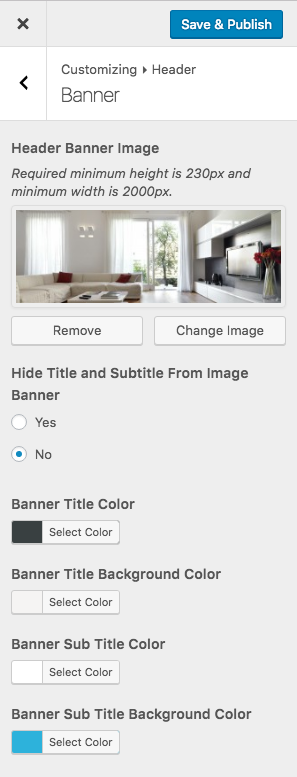 Save & Publish
Customizing ▸ Header
Banner
Header Banner Image
Required minimum height is 230px and
minimum width is 2000px.
Remove
Change Image
Hide Title and Subtitle From Image
Banner
Yes
No
Banner Title Color
Select Color
Banner Title Background Color
Select Color
Banner Sub Title Color
Select Color
Banner Sub Title Background Color
Select Color